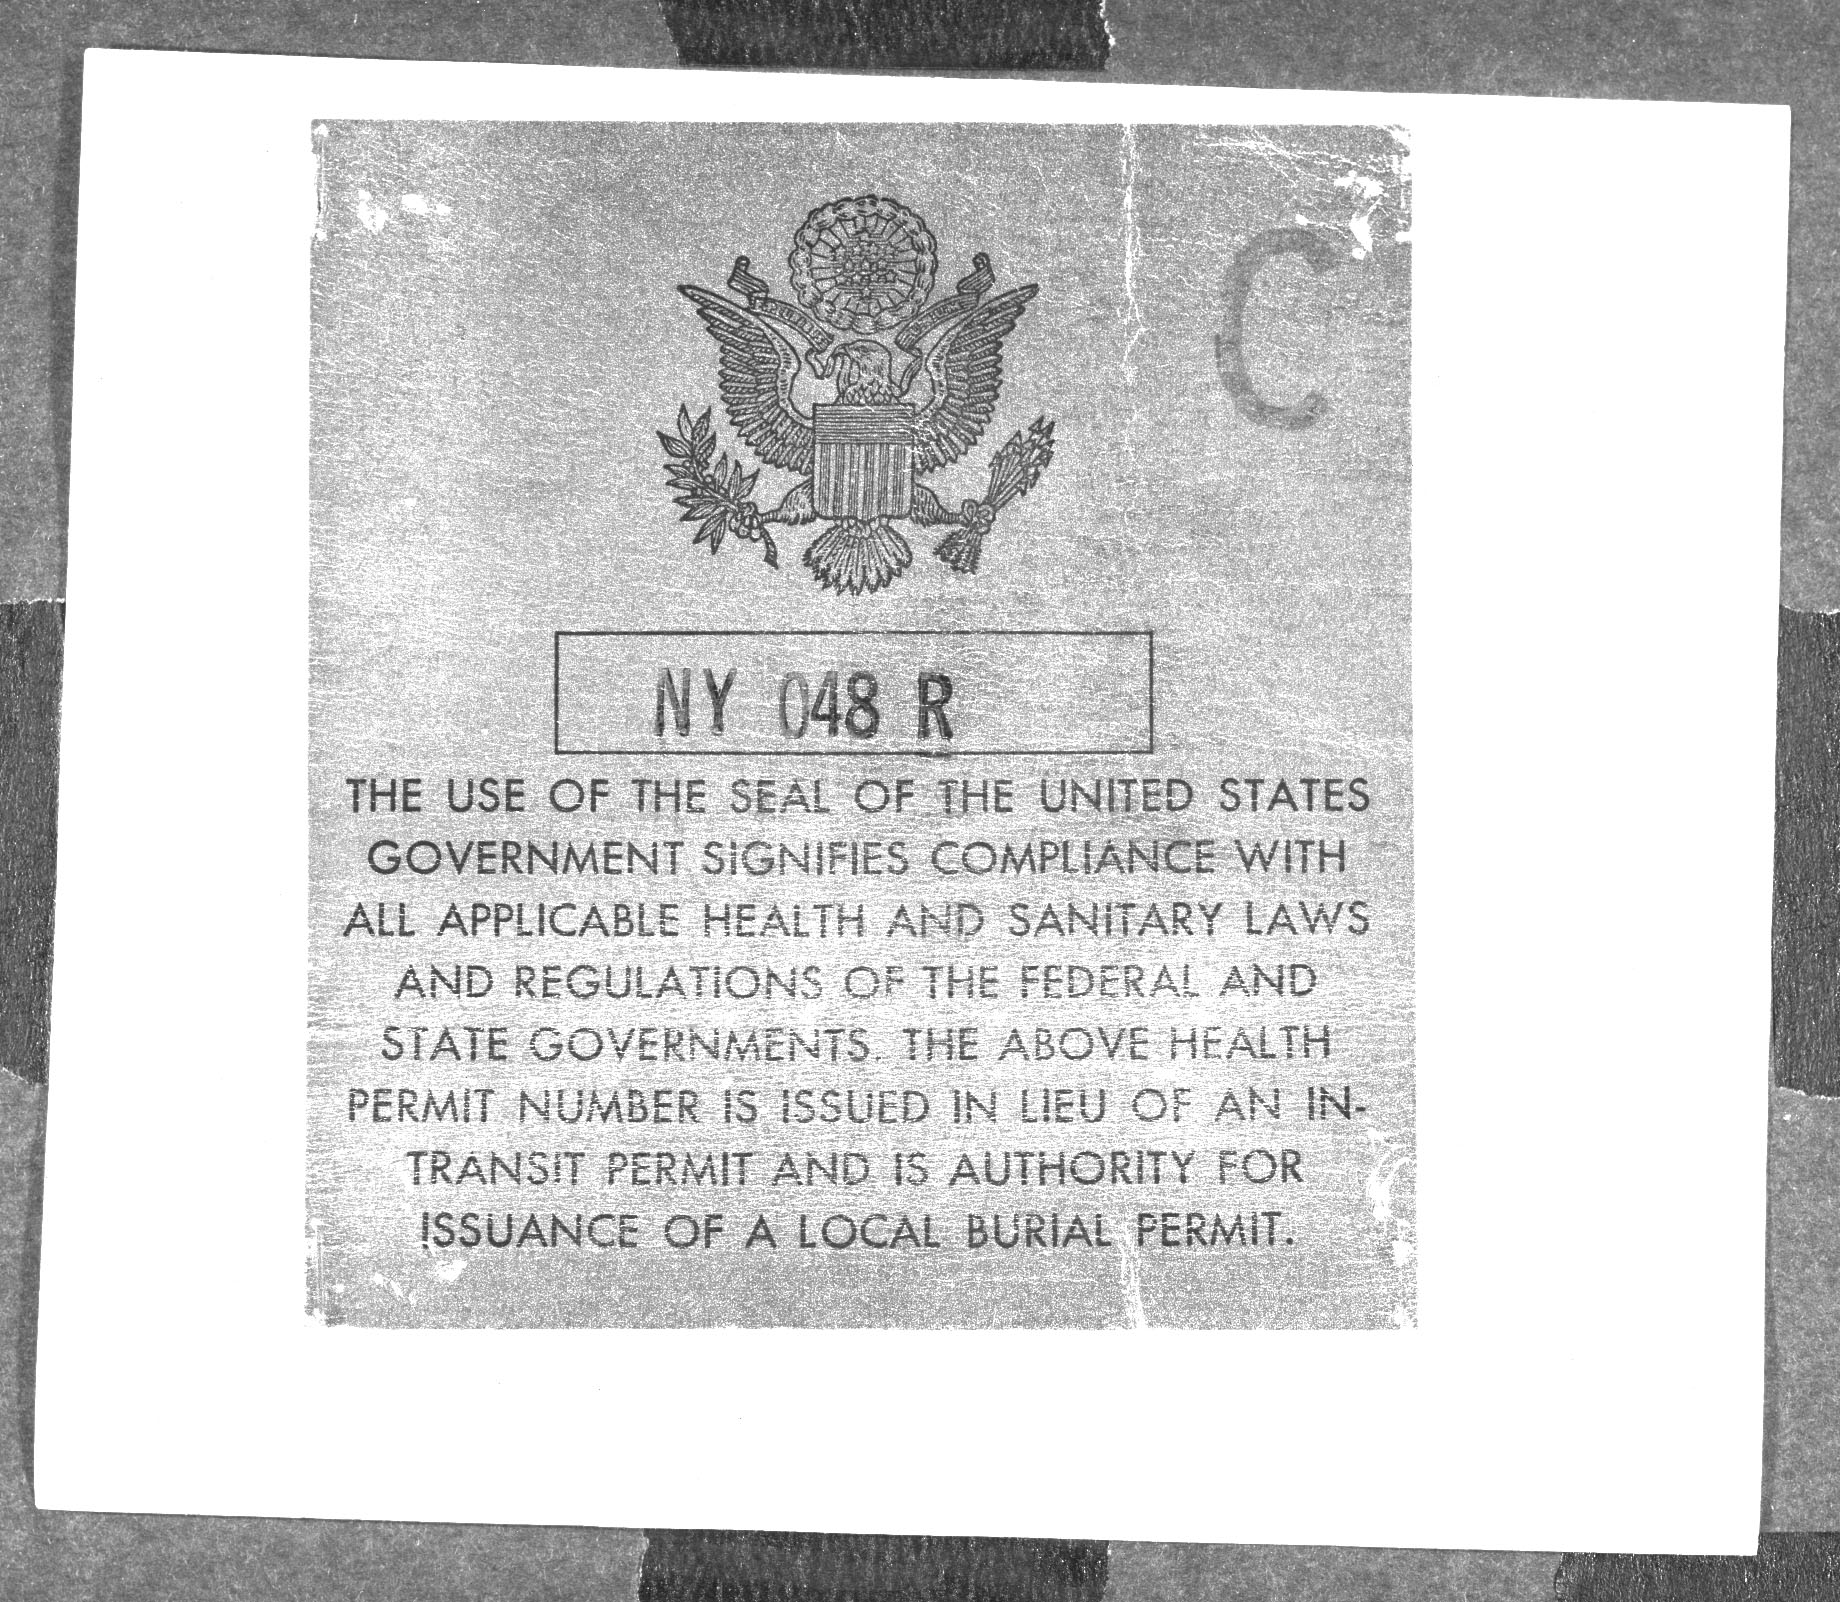 C
NY 048 R
THE USE OF THE SEAL OF THE UNITED STATES
GOVERNMENT SIGNIFIES COMPLIANCE WITH
ALL APPLICABLE HEALTH AND SANITARY LAWS
AND REGULATIONS OF THE FEDERAL AND
STATE GOVERNMENTS. THE ABOVE HEALTH
PERMIT NUMBER IS ISSUED IN LIEU OF AN IN-
TRANSIT PERMIT AND IS AUTHORITY FOR
ISSUANCE OF A LOCAL BURIAL PERMIT.